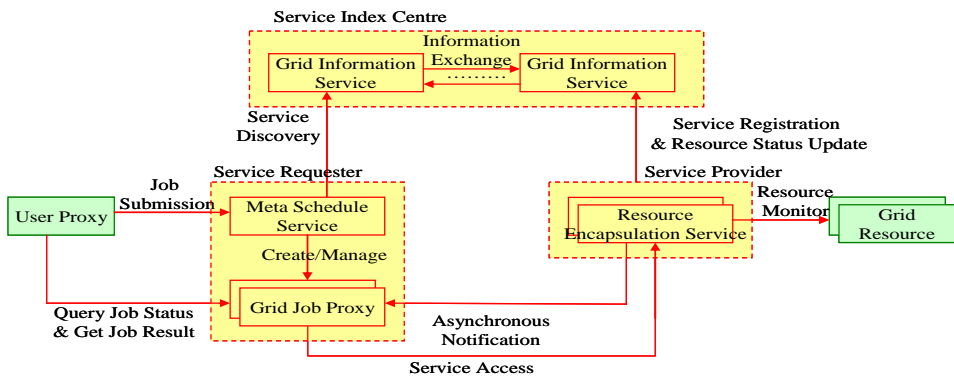 Service Index Centre
Information
Exchange
Grid Information
Service
.........
Grid Information
Service
Service
Discovery
Service Registration
& Resource Status Update
Service Requester
Service Provider
Job
Submission
User Proxy
Meta Schedule
Service
Resource
Encapsulation Service
Resource
Monitor
Grid
Resource
Create/Manage
Grid Job Proxy
Query Job Status
& Get Job Result
Asynchronous
Notification
Service Access